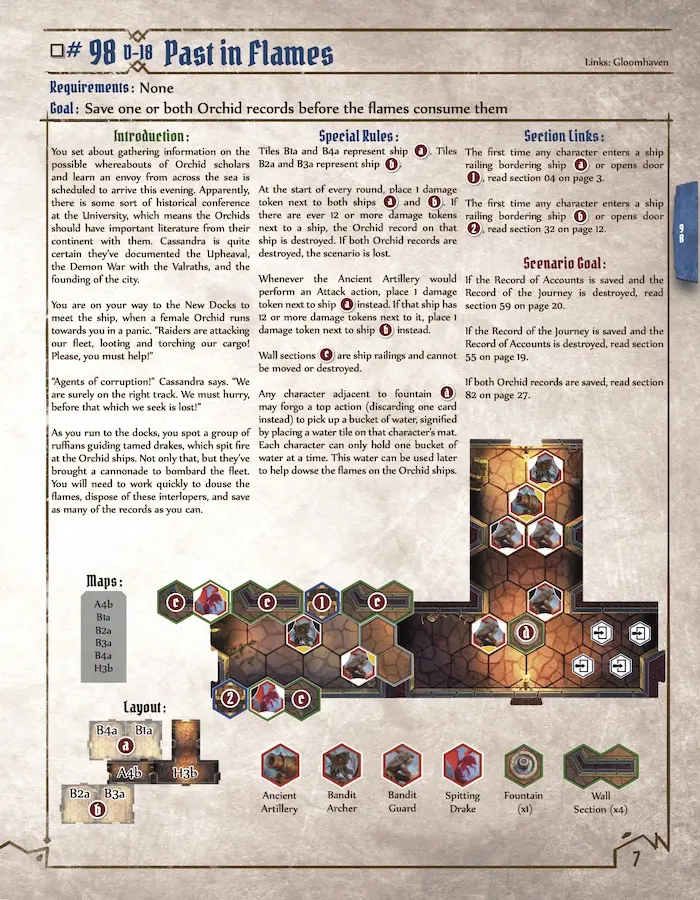 # 98 D-18 Past in Flames
Links: Gloomhaven
Requirements: None
Goal: Save one or both Orchid records before the flames consume them
Introduction:
You set about gathering information on the
possible whereabouts of Orchid scholars
and learn an envoy from across the sea is
scheduled to arrive this evening. Apparently,
there is some sort of historical conference
at the University, which means the Orchids
should have important literature from their
continent with them. Cassandra is quite
certain they've documented the Upheaval,
the Demon War with the Valraths, and the
founding of the city.
You are on your way to the New Docks to
meet the ship, when a female Orchid runs
towards you in a panic. "Raiders are attacking
our fleet, looting and torching our cargo!
Please, you must help!"
"Agents of corruption!" Cassandra says. "We
are surely on the right track. We must hurry,
before that which we seek is lost!"
As you run to the docks, you spot a group of
ruffians guiding tamed drakes, which spit fire
at the Orchid ships. Not only that, but they've
brought a cannonade to bombard the fleet.
You will need to work quickly to douse the
flames, dispose of these interlopers, and save
as many of the records as you can.
Special Rules:
Tiles B1a and B4a represent ship a. Tiles
B2a and B3a represent ship b.
At the start of every round, place 1 damage
token next to both ships a and b. If
there are ever 12 or more damage tokens
next to a ship, the Orchid record on that
ship is destroyed. If both Orchid records are
destroyed, the scenario is lost.
Whenever the Ancient Artillery would
perform an Attack action, place 1 damage
token next to ship a instead. If that ship has
12 or more damage tokens next to it, place 1
damage token next to ship b instead.
Wall sections c are ship railings and cannot
be moved or destroyed.
Any character adjacent to fountain d
may forgo a top action (discarding one card
instead) to pick up a bucket of water, signified
by placing a water tile on that character's mat.
Each character can only hold one bucket of
water at a time. This water can be used later
to help dowse the flames on the Orchid ships.
Section Links:
The first time any character enters a ship
railing bordering ship a or opens door
1, read section 04 on page 3.
The first time any character enters a ship
railing bordering ship b or opens door
2, read section 32 on page 12.
Scenario Goal:
If the Record of Accounts is saved and the
Record of the Journey is destroyed, read
section 59 on page 20.
If the Record of the Journey is saved and the
Record of Accounts is destroyed, read section
55 on page 19.
If both Orchid records are saved, read section
82 on page 27.
98
Maps:
A4b
B1a
B2a
B3a
B4a
H3b
c c 1 c
d
2 c
Layout:
B4a B1a
a
A4b H3b
B2a B3a
b
Ancient
Artillery
Bandit
Archer
Bandit
Guard
Spitting
Drake
Fountain
(x1)
Wall
Section (x4)
7